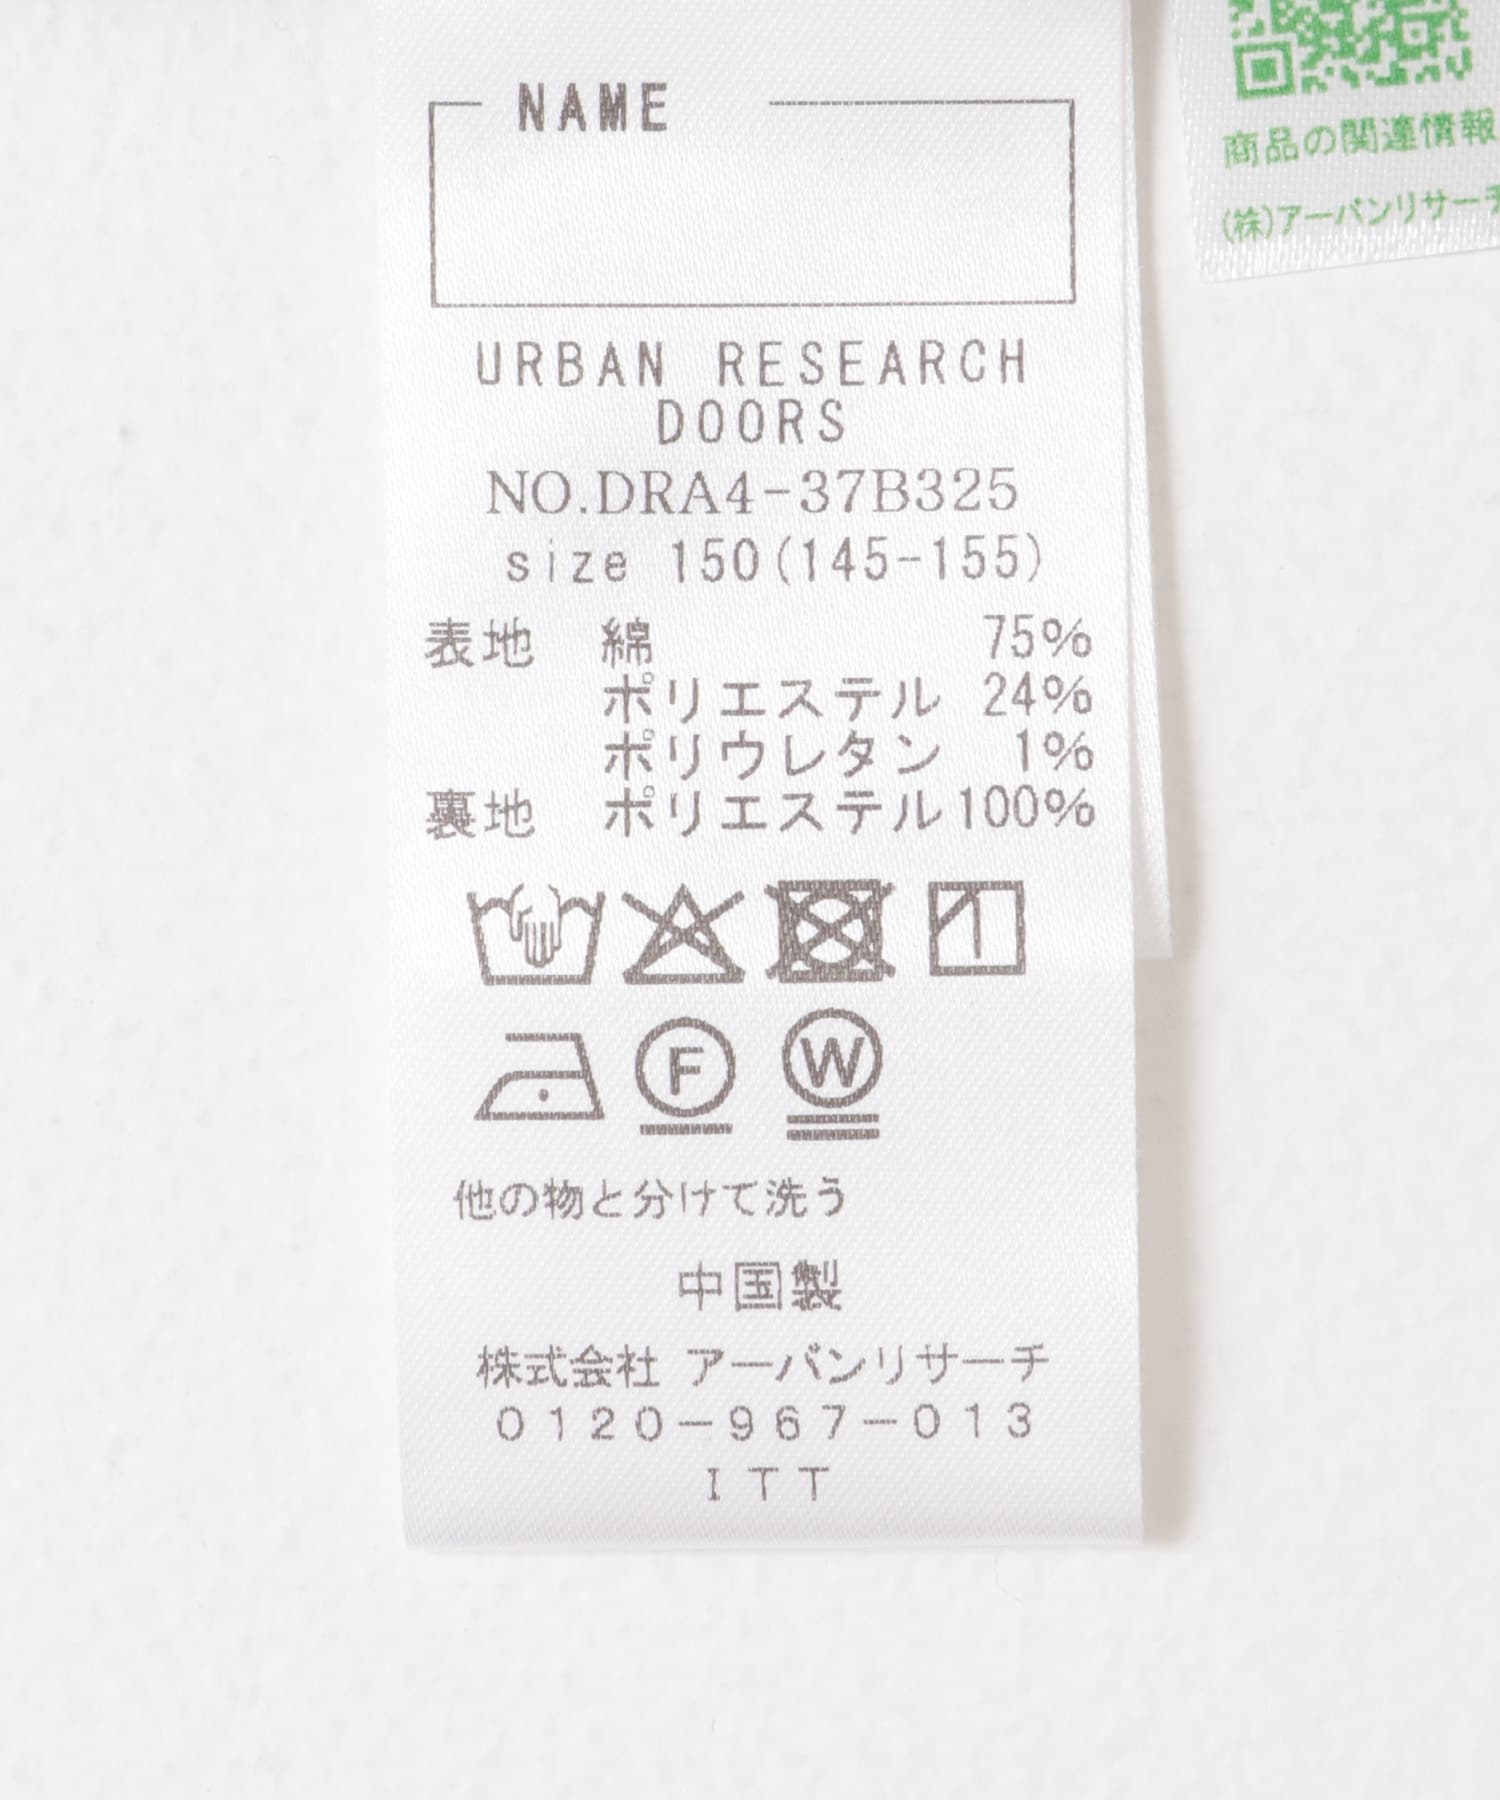 NAME
URBAN RESEARCH
DOORS
NO.DRA4-37B325
size 150(145-155)
表地 綿 75%
ポリエステル 24%
ポリウレタン 1%
裏地 ポリエステル100%
F W
他の物と分けて洗う
中国製
株式会社 アーバンリサーチ
0120-967-013
ITT
商品の関連情報
(株)アーバンリサーチ